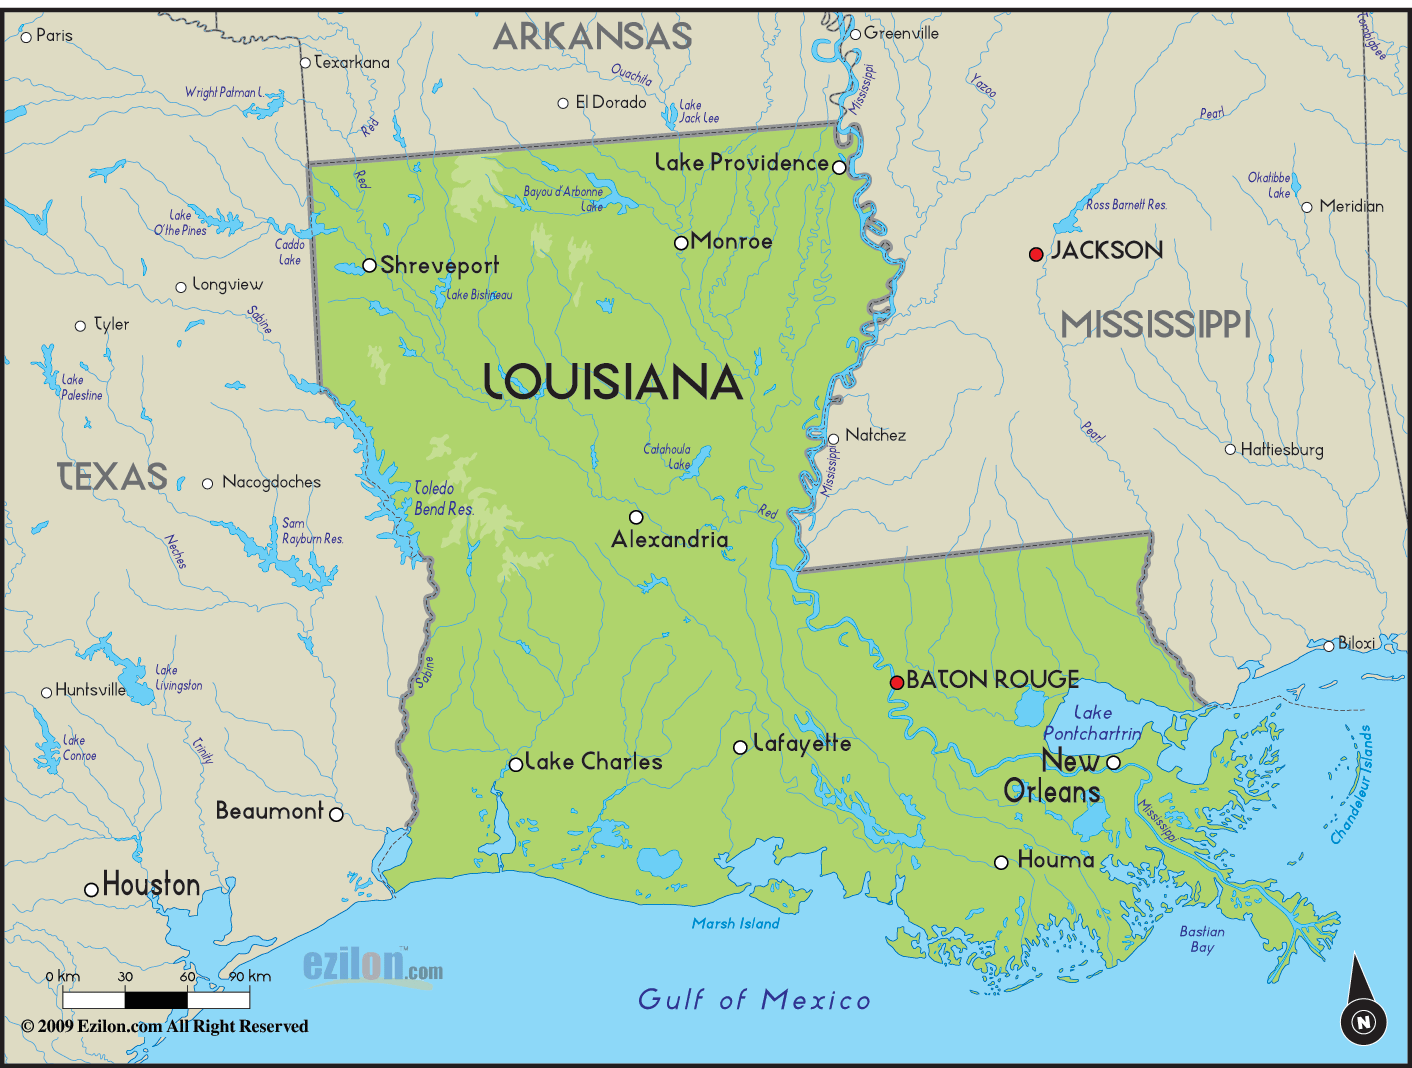 ARKANSAS
Paris
Texarkana
Greenville
Tombigbee
Ouachita
Mississippi
Yazoo
Wright Patman L.
El Dorado
Lake
Jack Lee
Red
Pearl
Lake Providence
Red
Bayou d'Arbonne
Lake
Okatibbe
Lake
Meridian
Ross Barnett Res.
Lake
O'the Pines
Caddo
Lake
Monroe
JACKSON
Shreveport
Longview
Lake Bistineau
Sabine
Tyler
MISSISSIPPI
LOUISIANA
Lake
Palestine
Natchez
Pearl
Hattiesburg
Catahoula
Lake
TEXAS
Mississippi
Nacogdoches
Toledo
Bend Res.
Red
Sam
Rayburn Res.
Alexandria
Neches
Biloxi
Sabine
Lake
Livingston
Huntsville
BATON ROUGE
Lake
Pontchartrin
Lake
Conroe
Trinity
Lafayette
Lake Charles
New
Orleans
Chandeleur Islands
Mississippi
Beaumont
Houma
Houston
Marsh Island
Bastian
Bay
ezilon.com
TM
0 km 30 60 90 km
Gulf of Mexico
N
© 2009 Ezilon.com All Right Reserved